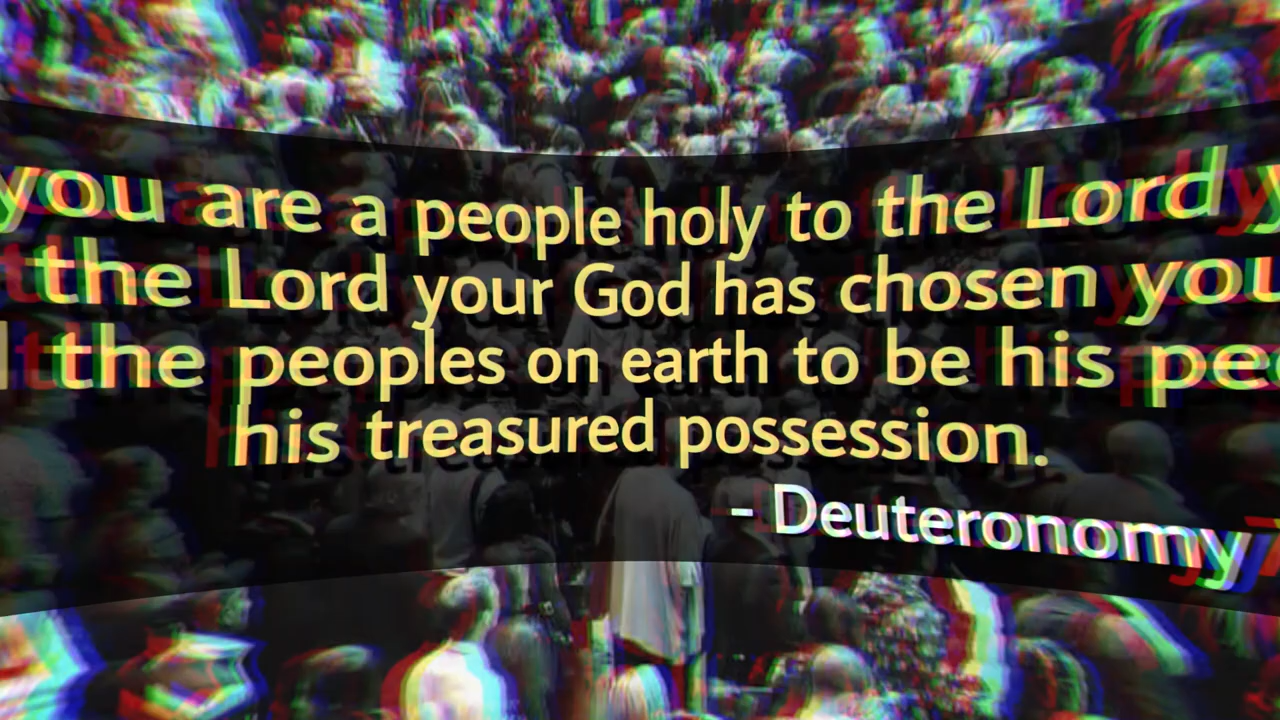 you are a people holy to the Lord
the Lord your God has chosen you
the peoples on earth to be his
his treasured possession.
- Deuteronomy